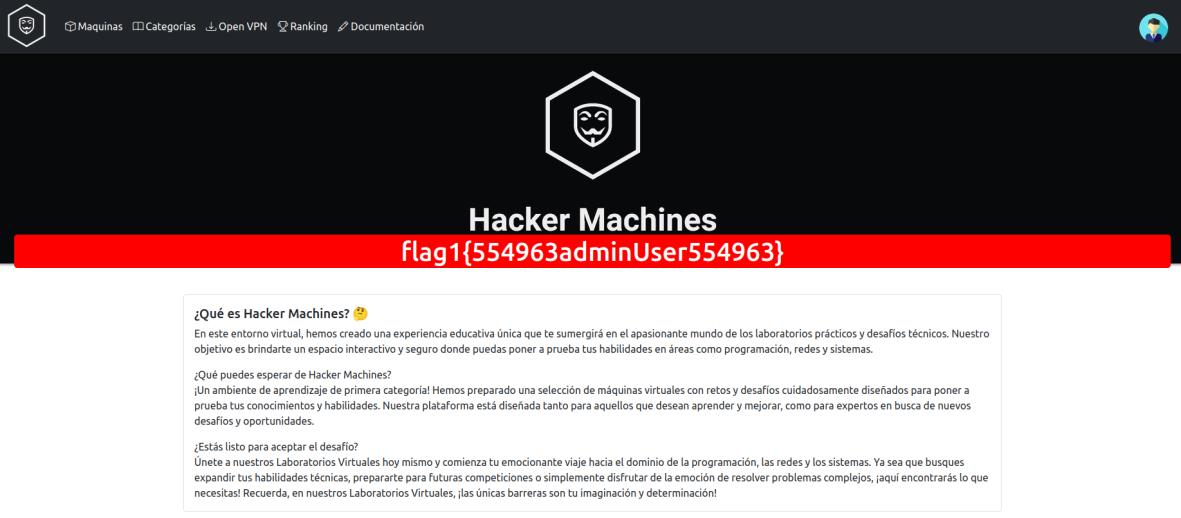 Maquinas Categorías Open VPN Ranking Documentación
Hacker Machines
flag1{554963adminUser554963}
¿Qué es Hacker Machines? 🤔
En este entorno virtual, hemos creado una experiencia educativa única que te sumergirá en el apasionante mundo de los laboratorios prácticos y desafíos técnicos. Nuestro
objetivo es brindarte un espacio interactivo y seguro donde puedas poner a prueba tus habilidades en áreas como programación, redes y sistemas.
¿Qué puedes esperar de Hacker Machines?
¡Un ambiente de aprendizaje de primera categoría! Hemos preparado una selección de máquinas virtuales con retos y desafíos cuidadosamente diseñados para poner a
prueba tus conocimientos y habilidades. Nuestra plataforma está diseñada tanto para aquellos que desean aprender y mejorar, como para expertos en busca de nuevos
desafíos y oportunidades.
¿Estás listo para aceptar el desafío?
Únete a nuestros Laboratorios Virtuales hoy mismo y comienza tu emocionante viaje hacia el dominio de la programación, las redes y los sistemas. Ya sea que busques
expandir tus habilidades técnicas, prepararte para futuras competiciones o simplemente disfrutar de la emoción de resolver problemas complejos, ¡aquí encontrarás lo que
necesitas! Recuerda, en nuestros Laboratorios Virtuales, ¡las únicas barreras son tu imaginación y determinación!